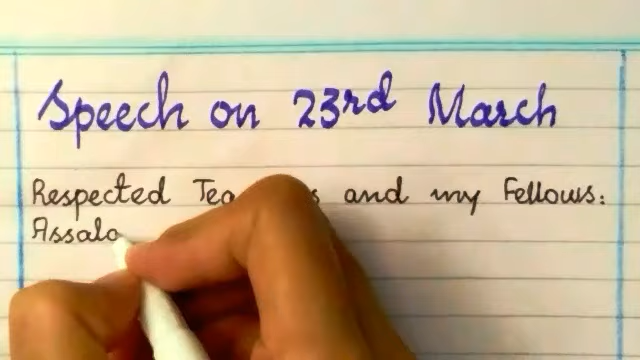 Speech on 23rd March
Respected and my Fellows:
Assalo